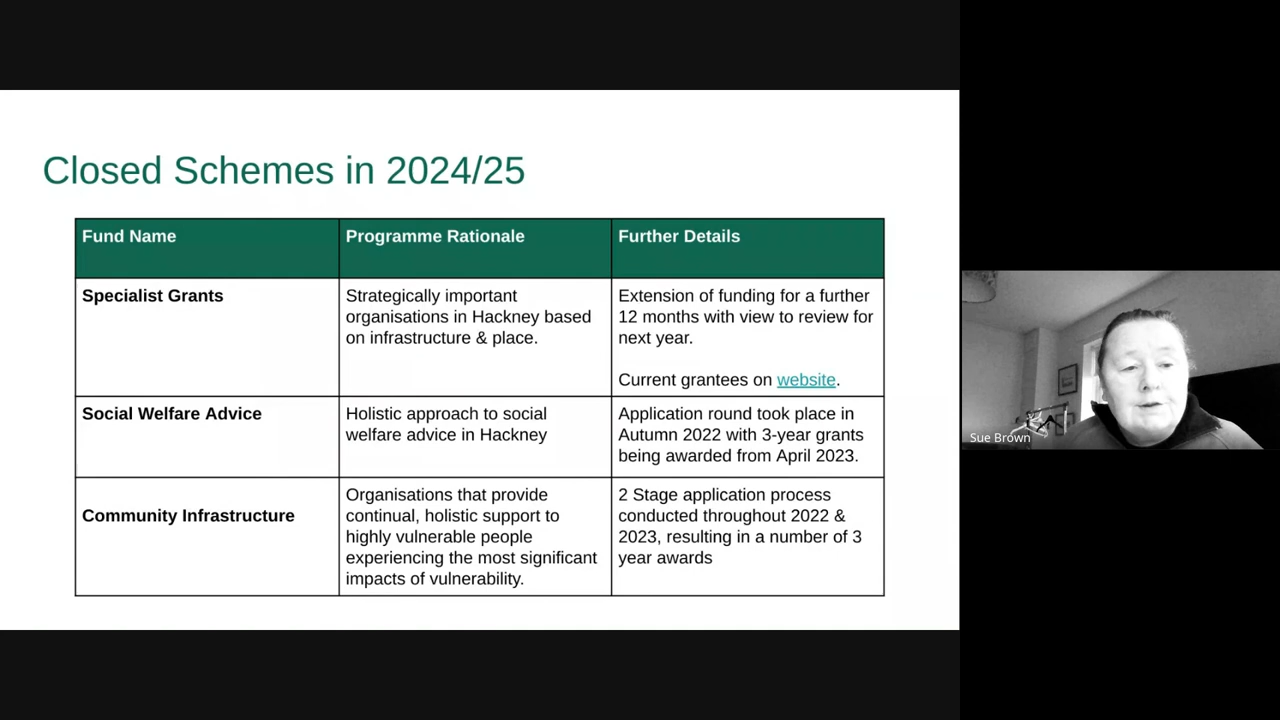 Closed Schemes in 2024/25
Fund Name
Programme Rationale
Further Details
Specialist Grants
Strategically important
organisations in Hackney based
on infrastructure & place.
Extension of funding for a further
12 months with view to review for
next year.
Current grantees on website.
Social Welfare Advice
Holistic approach to social
welfare advice in Hackney
Application round took place in
Autumn 2022 with 3-year grants
being awarded from April 2023.
Community Infrastructure
Organisations that provide
continual, holistic support to
highly vulnerable people
experiencing the most significant
impacts of vulnerability.
2 Stage application process
conducted throughout 2022 &
2023, resulting in a number of 3
year awards
Sue Brown